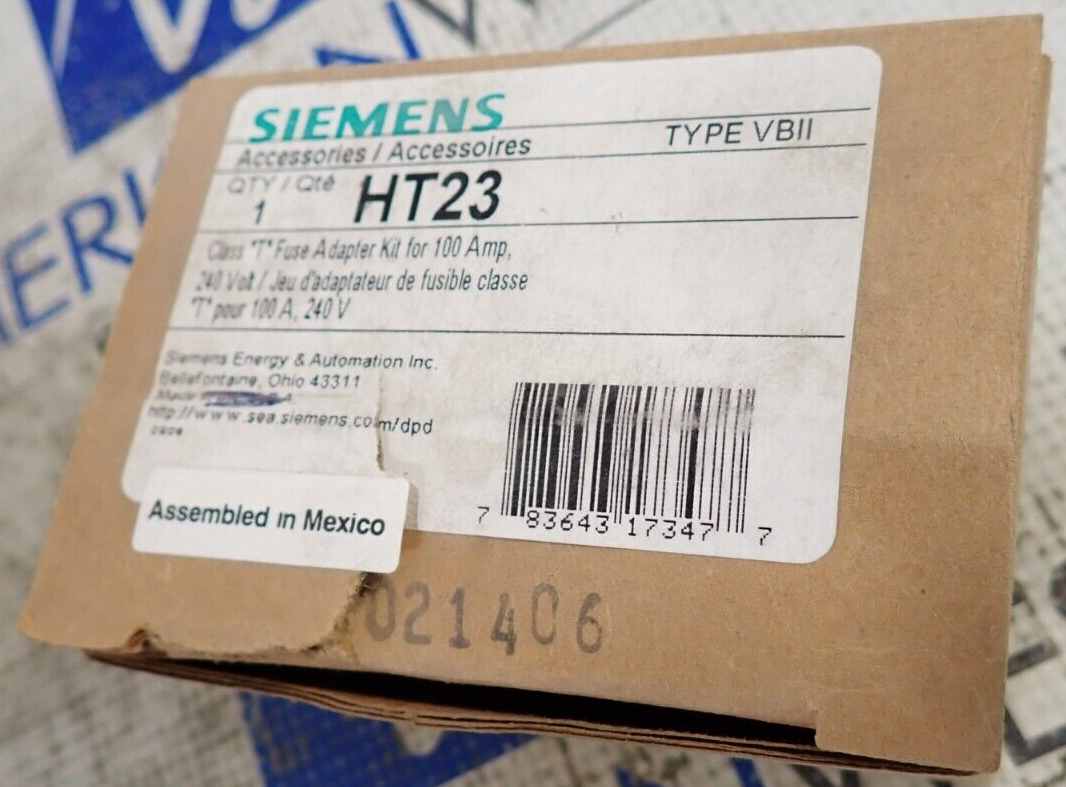 SIEMENS
Accessories / Accessoires
TYPE VBII
QTY / Qté
1
HT23
Class "T" Fuse Adapter Kit for 100 Amp,
240 Volt / Jeu d'adaptateur de fusible classe
"T" pour 100 A, 240 V
Siemens Energy & Automation Inc.
Bellefontaine, Ohio 43311
Made
http://www.sea.siemens.com/dpd
Assembled in Mexico
7 83643 17347 7
021406
ERI